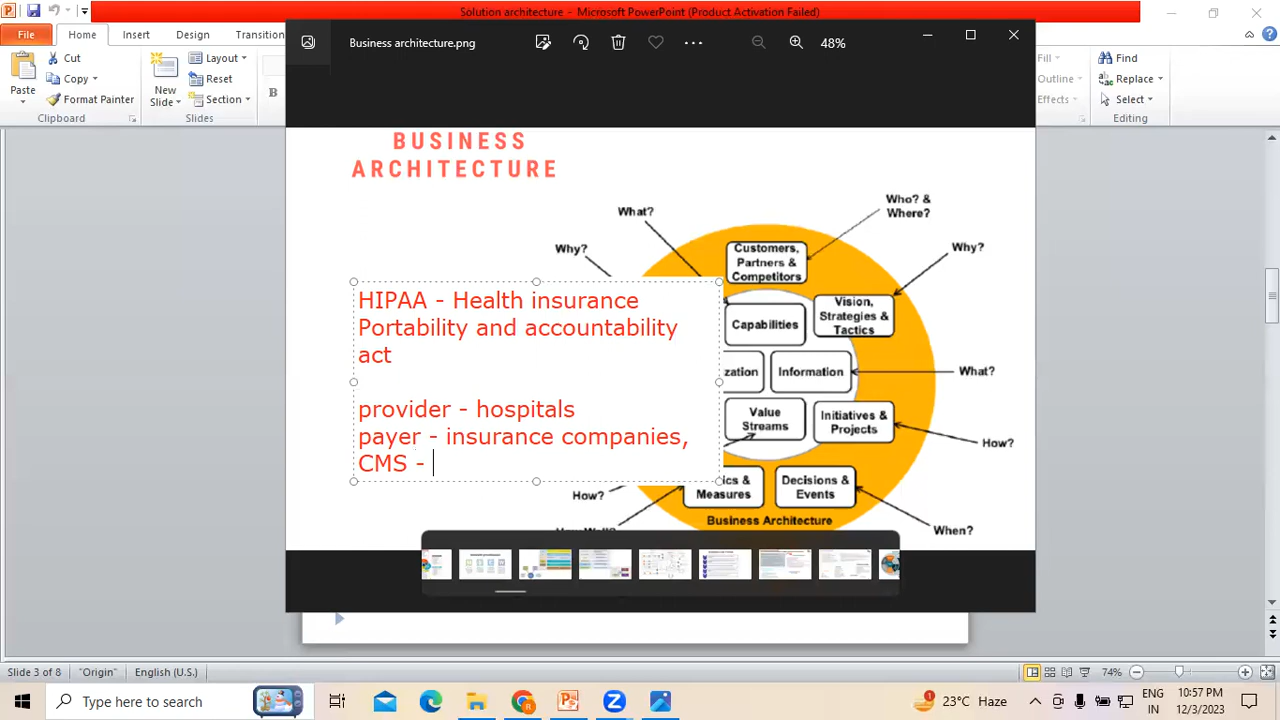 Solution architecture - Microsoft PowerPoint (Product Activation Failed)
File Home Insert Design Transition
Paste
Cut
Copy
Format Painter
Clipboard
New Slide
Layout
Reset
Section
Slides
B
Fill
Outline
Effects
Find
Replace
Select
Editing
Business architecture.png
48%
BUSINESS
ARCHITECTURE
What?
Who? &
Where?
Why?
Why?
Customers,
Partners &
Competitors
Vision,
Strategies &
Tactics
Capabilities
HIPAA - Health insurance
Portability and accountability
act
provider - hospitals
payer - insurance companies,
CMS -
zation
Information
What?
Value
Streams
Initiatives &
Projects
How?
How?
ics &
Measures
Decisions &
Events
Business Architecture
When?
How Well?
Slide 3 of 8
"Origin"
English (U.S.)
74%
Type here to search
1
23°C Haze
ENG
IN
10:57 PM
12/3/2023